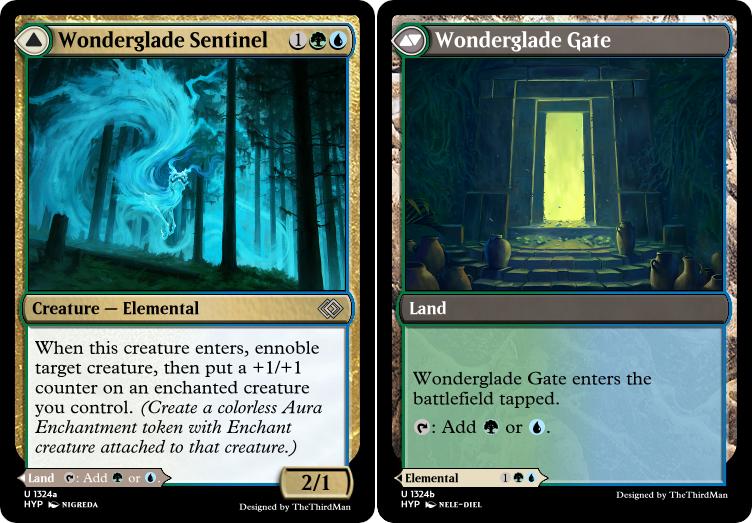 Wonderglade Sentinel 1
Creature — Elemental
When this creature enters, ennoble
target creature, then put a +1/+1
counter on an enchanted creature
you control. (Create a colorless Aura
Enchantment token with Enchant
creature attached to that creature.)
Land : Add or .
2/1
U 1324a
HYP NIGREDA
Designed by TheThirdMan
Wonderglade Gate
Land
Wonderglade Gate enters the
battlefield tapped.
: Add or .
Elemental 1
U 1324b
HYP NELE-DIEL
Designed by TheThirdMan